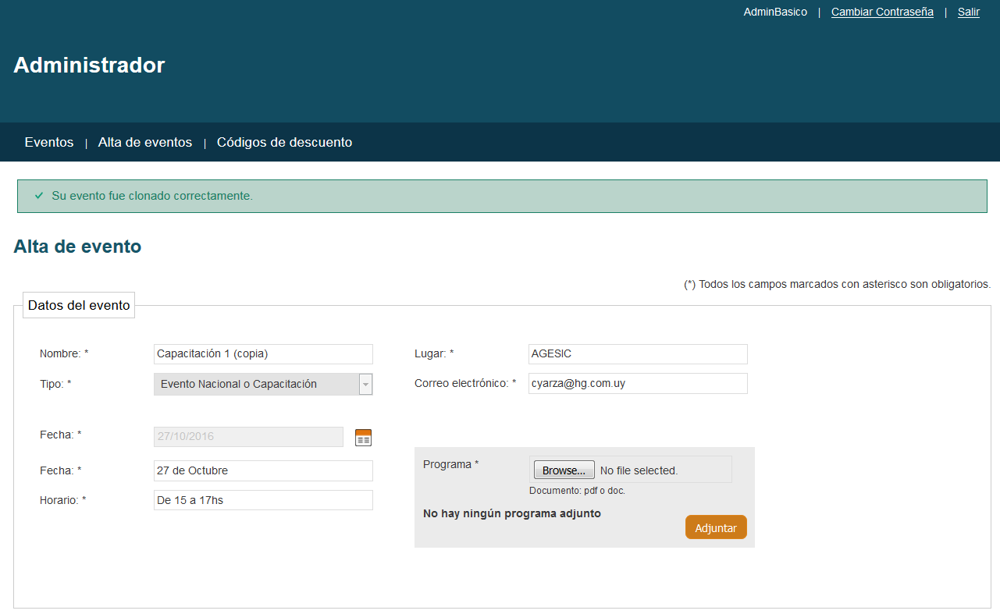 AdminBasico | Cambiar Contraseña | Salir
Administrador
Eventos | Alta de eventos | Códigos de descuento
Su evento fue clonado correctamente.
Alta de evento
(*) Todos los campos marcados con asterisco son obligatorios.
Datos del evento
Nombre: * Capacitación 1 (copia) Lugar: * AGESIC
Tipo: * Evento Nacional o Capacitación Correo electrónico: * cyarza@hg.com.uy
Fecha: * 27/10/2016
Fecha: * 27 de Octubre Programa * Browse... No file selected.
Documento: pdf o doc.
Horario: * De 15 a 17hs
No hay ningún programa adjunto
Adjuntar